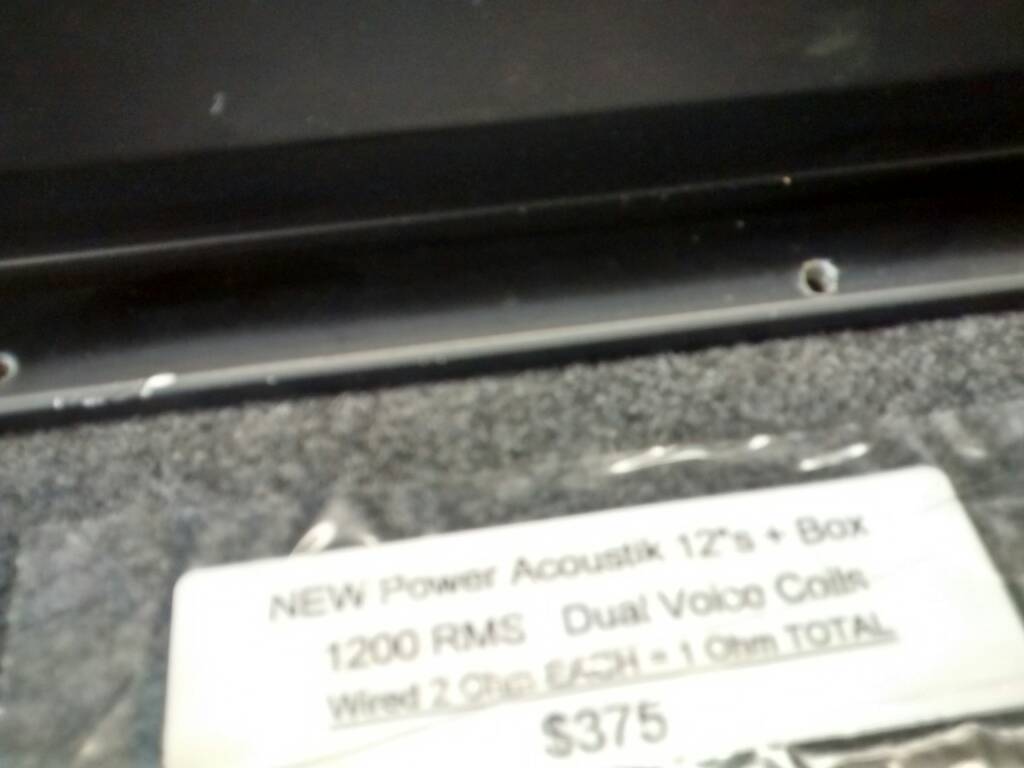 NEW Power Acoustik 12"s + Box
1200 RMS Dual Voice Coils
Wired 2 Ohm EACH = 1 Ohm TOTAL
$375